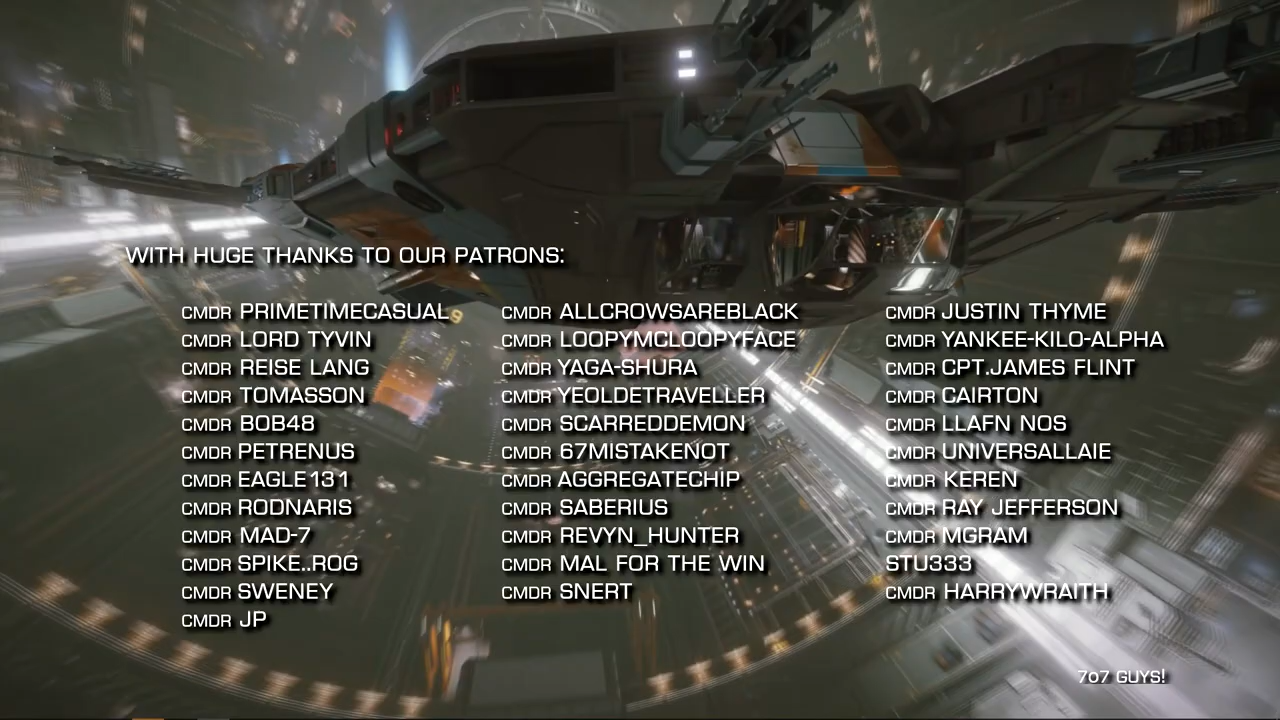 WITH HUGE THANKS TO OUR PATRONS:
CMDR PRIMETIMECASUAL
CMDR LORD TYVIN
CMDR REISE LANG
CMDR TOMASSON
CMDR BOB48
CMDR PETRENUS
CMDR EAGLE131
CMDR RODNARIS
CMDR MAD-7
CMDR SPIKE..ROG
CMDR SWENEY
CMDR JP
CMDR ALLCROWSAREBLACK
CMDR LOOPYMCLOOPYFACE
CMDR YAGA-SHURA
CMDR YEOLDETRAVELLER
CMDR SCARREDDEMON
CMDR 67MISTAKENOT
CMDR AGGREGATECHIP
CMDR SABERIUS
CMDR REVYN_HUNTER
CMDR MAL FOR THE WIN
CMDR SNERT
CMDR JUSTIN THYME
CMDR YANKEE-KILO-ALPHA
CMDR CPT.JAMES FLINT
CMDR CAIRTON
CMDR LLAFN NOS
CMDR UNIVERSALLAIE
CMDR KEREN
CMDR RAY JEFFERSON
CMDR MGRAM
STU333
CMDR HARRYWRAITH
7o7 GUYS!